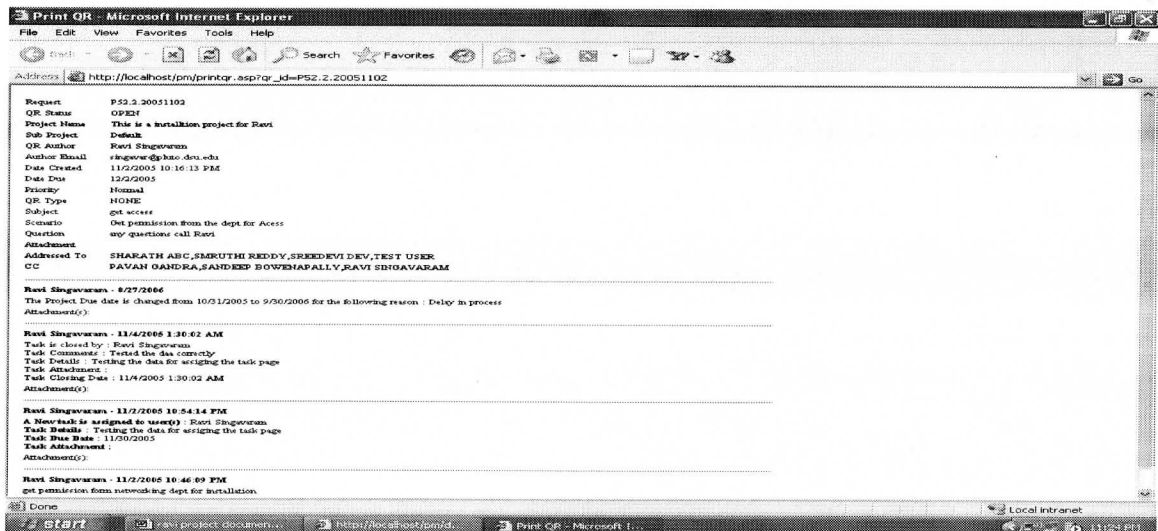 Print QR - Microsoft Internet Explorer
File Edit View Favorites Tools Help
Back Search Favorites
Address http://localhost/pm/printqr.asp?qr_id=P52.2.20051102 Go
Request P52.2.20051102
QR Status OPEN
Project Name This is a installtion project for Ravi
Sub Project Default
QR Author Ravi Singavaram
Author Email singavar@pluto.dsu.edu
Date Created 11/2/2005 10:16:13 PM
Date Due 12/2/2005
Priority Normal
QR Type NONE
Subject get access
Scenario Get permission from the dept for Acess
Question any questions call Ravi
Attachment
Addressed To SHARATH ABC,SMRUTHI REDDY,SREEDEVI DEV,TEST USER
CC PAVAN GANDRA,SANDEEP BOWENAPALLY,RAVI SINGAVARAM
Ravi Singavaram - 8/27/2006
The Project Due date is changed from 10/31/2005 to 9/30/2006 for the following reason : Delay in process
Attachment(s):
Ravi Singavaram - 11/4/2005 1:30:02 AM
Task is closed by : Ravi Singavaram
Task Comments : Tested the daa correctly
Task Details : Testing the data for assiging the task page
Task Attachment :
Task Closing Date : 11/4/2005 1:30:02 AM
Attachment(s):
Ravi Singavaram - 11/2/2005 10:54:14 PM
A New task is assigned to user(s) : Ravi Singavaram
Task Details : Testing the data for assiging the task page
Task Due Date : 11/30/2005
Task Attachment :
Attachment(s):
Ravi Singavaram - 11/2/2005 10:46:09 PM
get permission form networking dept for installation
Done Local intranet
start ravi project documen... http://localhost/pm/d... Print QR - Microsoft I... 11:24 PM